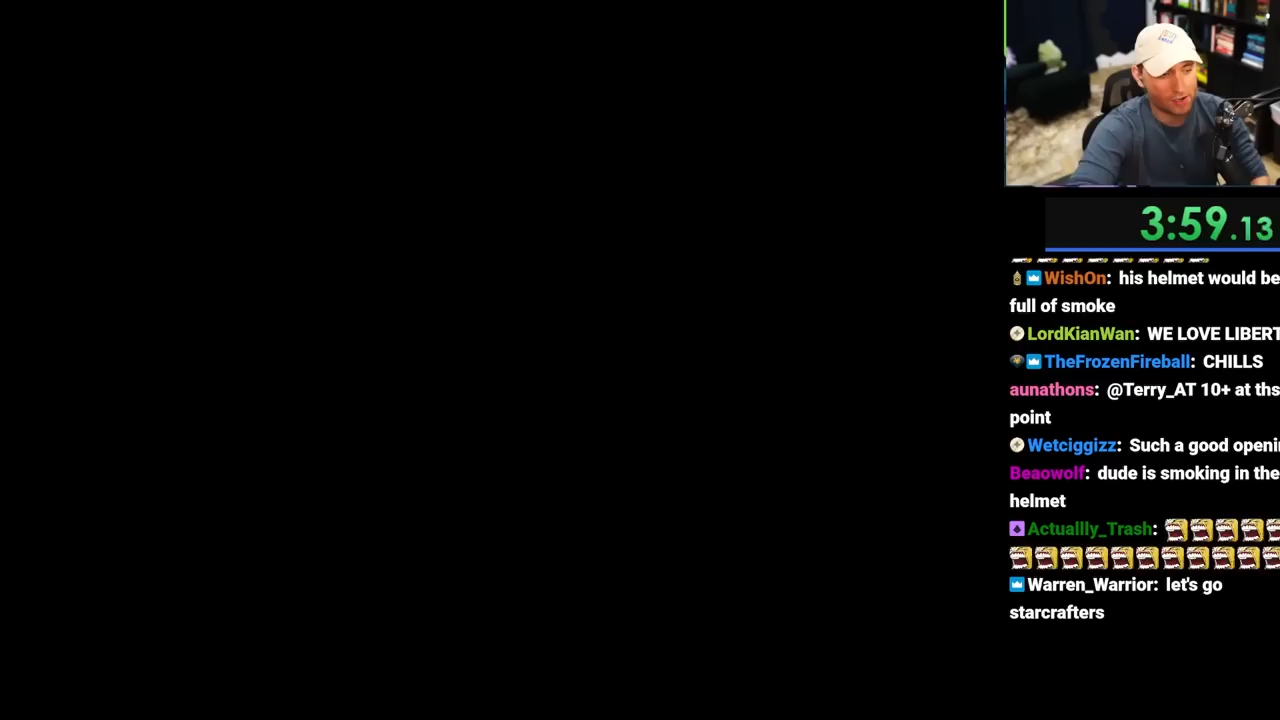 3:59.13
WishOn: his helmet would be
full of smoke
LordKianWan: WE LOVE LIBERT
TheFrozenFireball: CHILLS
aunathons: @Terry_AT 10+ at ths
point
Wetciggizz: Such a good openi
Beaowolf: dude is smoking in the
helmet
Actuallly_Trash:
Warren_Warrior: let's go
starcrafters